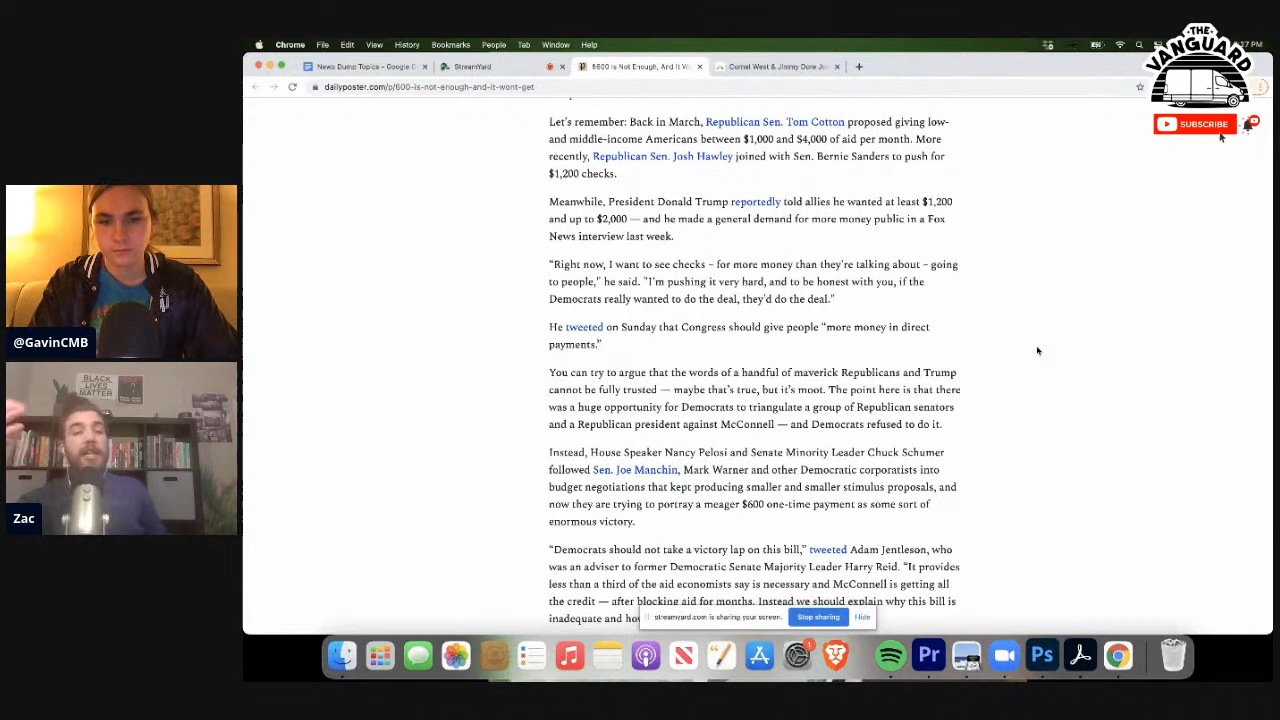 THE
VANGUARD
SUBSCRIBE
Chrome File Edit View History Bookmarks People Tab Window Help
News Dump Topics - Google D
StreamYard
$600 Is Not Enough, And It W
Cornel West & Jimmy Dore Jo
dailyposter.com/p/600-is-not-enough-and-it-wont-get
Let's remember: Back in March, Republican Sen. Tom Cotton proposed giving low-
and middle-income Americans between $1,000 and $4,000 of aid per month. More
recently, Republican Sen. Josh Hawley joined with Sen. Bernie Sanders to push for
$1,200 checks.
Meanwhile, President Donald Trump reportedly told allies he wanted at least $1,200
and up to $2,000 — and he made a general demand for more money public in a Fox
News interview last week.
“Right now, I want to see checks – for more money than they're talking about – going
to people,” he said. "I'm pushing it very hard, and to be honest with you, if the
Democrats really wanted to do the deal, they'd do the deal.”
He tweeted on Sunday that Congress should give people “more money in direct
payments.”
You can try to argue that the words of a handful of maverick Republicans and Trump
cannot be fully trusted — maybe that's true, but it's moot. The point here is that there
was a huge opportunity for Democrats to triangulate a group of Republican senators
and a Republican president against McConnell — and Democrats refused to do it.
Instead, House Speaker Nancy Pelosi and Senate Minority Leader Chuck Schumer
followed Sen. Joe Manchin, Mark Warner and other Democratic corporatists into
budget negotiations that kept producing smaller and smaller stimulus proposals, and
now they are trying to portray a meager $600 one-time payment as some sort of
enormous victory.
“Democrats should not take a victory lap on this bill,” tweeted Adam Jentleson, who
was an adviser to former Democratic Senate Majority Leader Harry Reid. “It provides
less than a third of the aid economists say is necessary and McConnell is getting all
the credit — after blocking aid for months. Instead we should explain why this bill is
inadequate and
streamyard.com is sharing your screen.
Stop sharing
Hide
@GavinCMB
BLACK
LIVES
MATTER
Zac
Pr
Ps